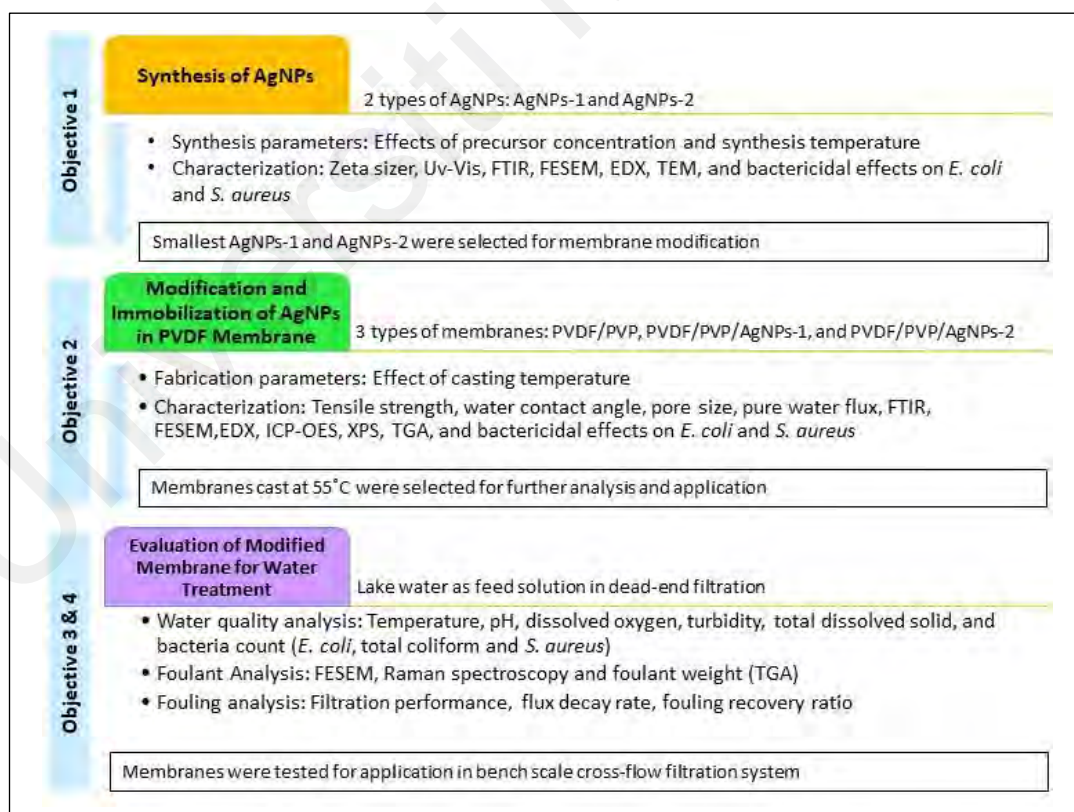 Objective 1
Synthesis of AgNPs
2 types of AgNPs: AgNPs-1 and AgNPs-2
• Synthesis parameters: Effects of precursor concentration and synthesis temperature
• Characterization: Zeta sizer, Uv-Vis, FTIR, FESEM, EDX, TEM, and bactericidal effects on E. coli
and S. aureus
Smallest AgNPs-1 and AgNPs-2 were selected for membrane modification
Objective 2
Modification and
Immobilization of AgNPs
in PVDF Membrane
3 types of membranes: PVDF/PVP, PVDF/PVP/AgNPs-1, and PVDF/PVP/AgNPs-2
• Fabrication parameters: Effect of casting temperature
• Characterization: Tensile strength, water contact angle, pore size, pure water flux, FTIR,
FESEM,EDX, ICP-OES, XPS, TGA, and bactericidal effects on E. coli and S. aureus
Membranes cast at 55˚C were selected for further analysis and application
Objective 3 & 4
Evaluation of Modified
Membrane for Water
Treatment
Lake water as feed solution in dead-end filtration
• Water quality analysis: Temperature, pH, dissolved oxygen, turbidity, total dissolved solid, and
bacteria count (E. coli, total coliform and S. aureus)
• Foulant Analysis: FESEM, Raman spectroscopy and foulant weight (TGA)
• Fouling analysis: Filtration performance, flux decay rate, fouling recovery ratio
Membranes were tested for application in bench scale cross-flow filtration system
Universiti